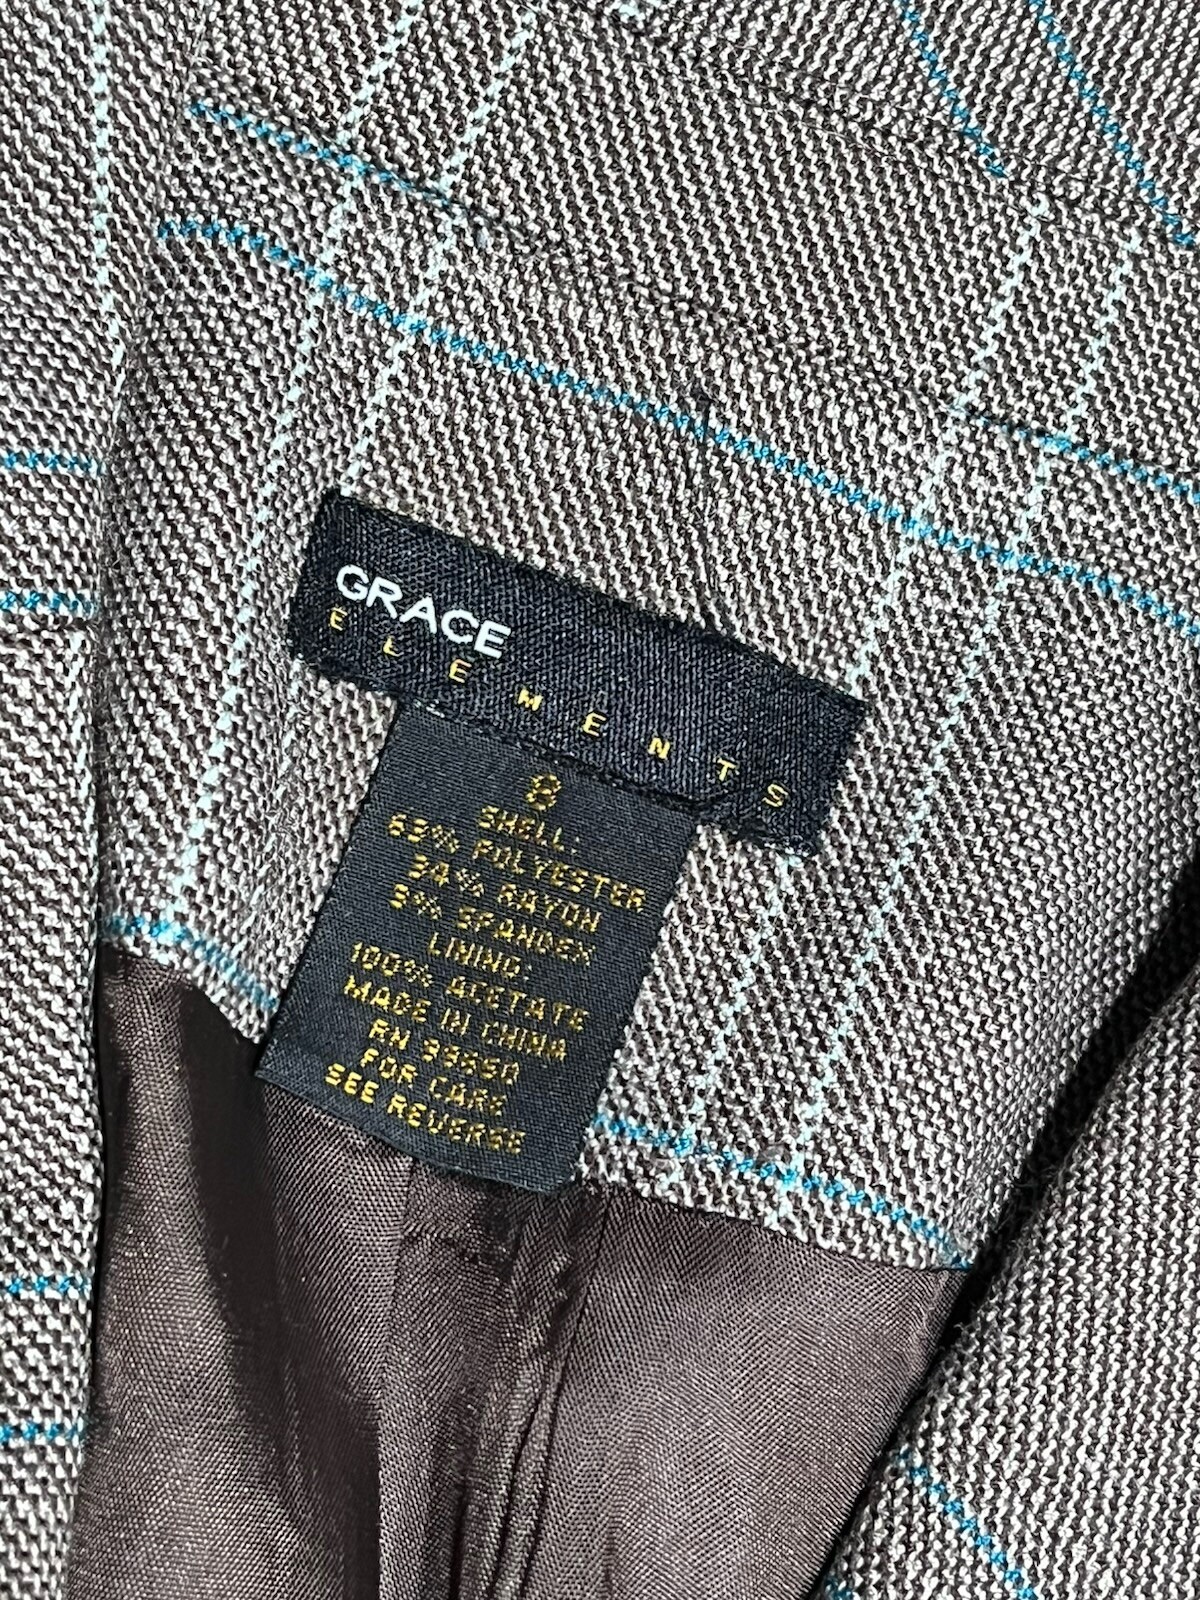 GRACE
ELEMENTS
8
SHELL:
63% POLYESTER
34% RAYON
3% SPANDEX
LINING:
100% ACETATE
MADE IN CHINA
RN
FOR CARE
SEE REVERSE